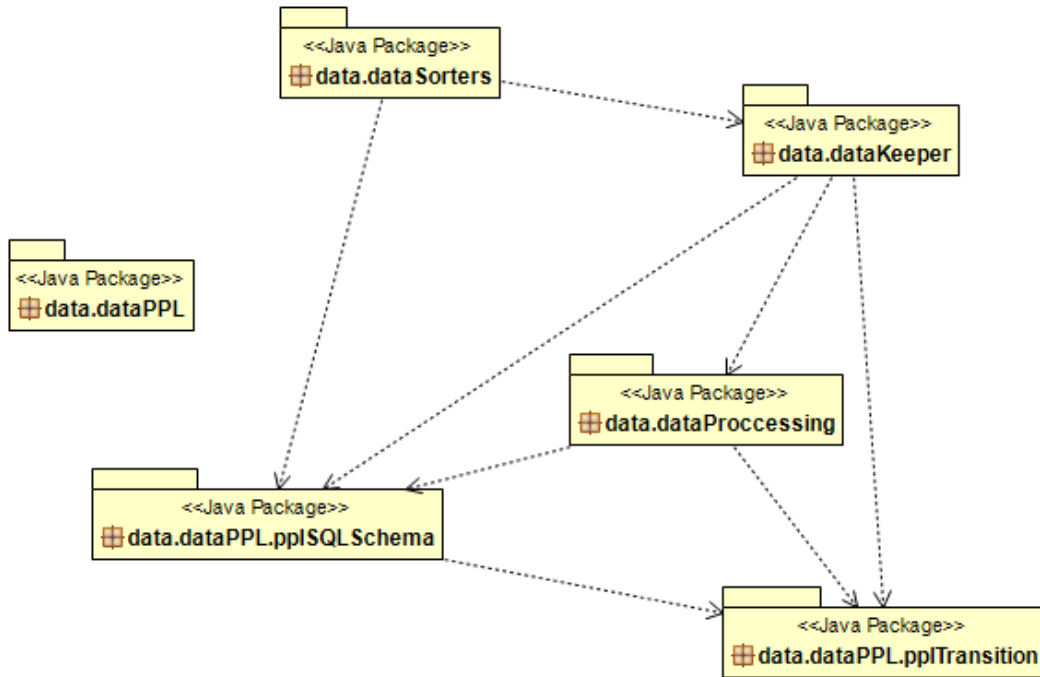 <<Java Package>>
data.dataSorters
<<Java Package>>
data.dataKeeper
<<Java Package>>
data.dataPPL
<<Java Package>>
data.dataProccessing
<<Java Package>>
data.dataPPL.pplSQLSchema
<<Java Package>>
data.dataPPL.pplTransition